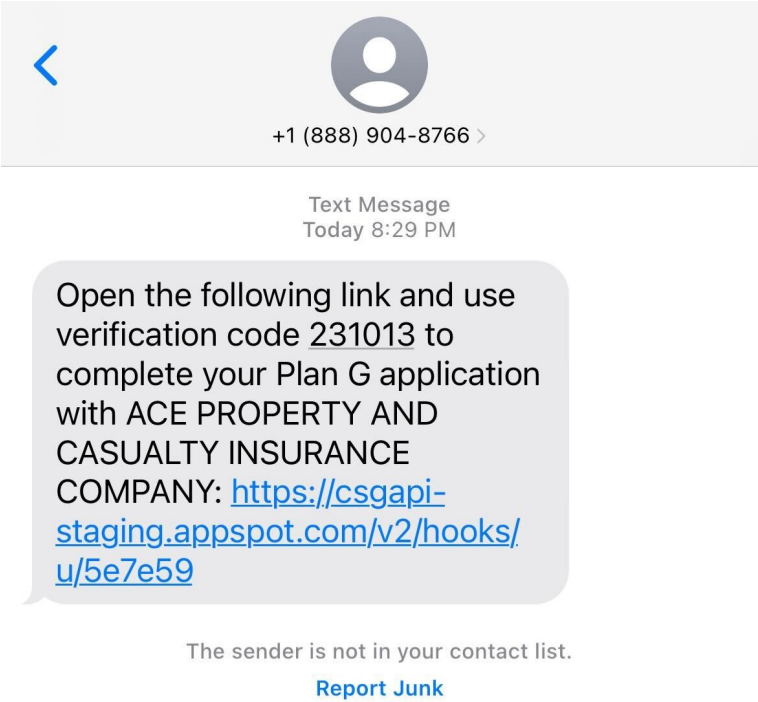 +1 (888) 904-8766 >
Text Message
Today 8:29 PM
Open the following link and use
verification code 231013 to
complete your Plan G application
with ACE PROPERTY AND
CASUALTY INSURANCE
COMPANY: https://csgapi-
staging.appspot.com/v2/hooks/
u/5e7e59
The sender is not in your contact list.
Report Junk